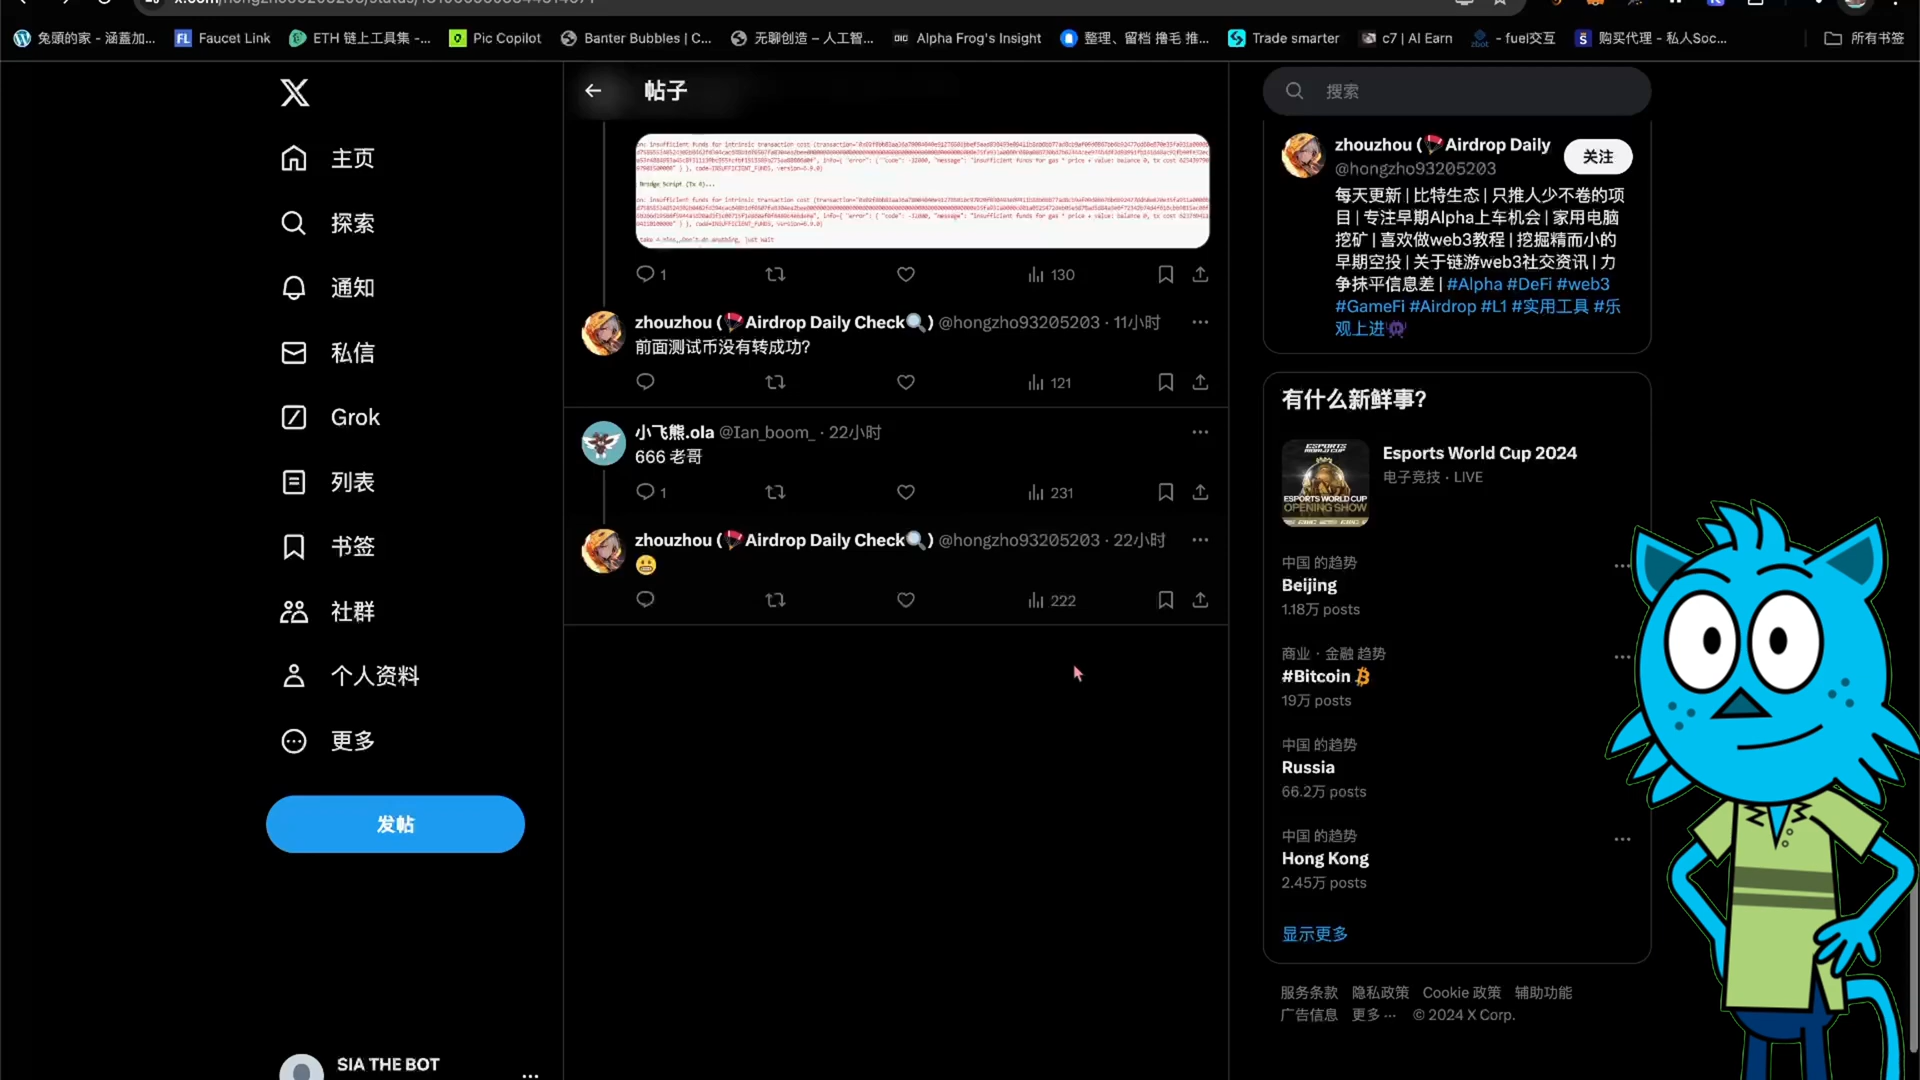 兔頭的家 - 涵蓋加...
FL Faucet Link
ETH 链上工具集 -...
Pic Copilot
Banter Bubbles | C...
无聊创造 – 人工智...
Alpha Frog's Insight
整理、留档 撸毛 推...
Trade smarter
c7 | AI Earn
- fuel交互
购买代理 - 私人Soc...
所有书签
主页
探索
通知
私信
Grok
列表
书签
社群
个人资料
更多
发帖
SIA THE BOT
帖子
1
130
zhouzhou (🪂Airdrop Daily Check🔍) @hongzho93205203 · 11小时
前面测试币没有转成功?
121
小飞熊.ola @Ian_boom_ · 22小时
666 老哥
1
231
zhouzhou (🪂Airdrop Daily Check🔍) @hongzho93205203 · 22小时
😬
222
搜索
zhouzhou (🪂Airdrop Daily
@hongzho93205203
关注
每天更新 | 比特生态 | 只推人少不卷的项
目 | 专注早期Alpha上车机会 | 家用电脑
挖矿 | 喜欢做web3教程 | 挖掘精而小的
早期空投 | 关于链游web3社交资讯 | 力
争抹平信息差 | #Alpha #DeFi #web3
#GameFi #Airdrop #L1 #实用工具 #乐
观上进👾
有什么新鲜事?
ESPORTS
WORLD CUP
ESPORTS WORLD CUP
OPENING SHOW
Esports World Cup 2024
电子竞技 · LIVE
中国 的趋势
Beijing
1.18万 posts
商业 · 金融 趋势
#Bitcoin
19万 posts
中国 的趋势
Russia
66.2万 posts
中国 的趋势
Hong Kong
2.45万 posts
显示更多
服务条款 隐私政策 Cookie 政策 辅助功能
广告信息 更多 ··· © 2024 X Corp.